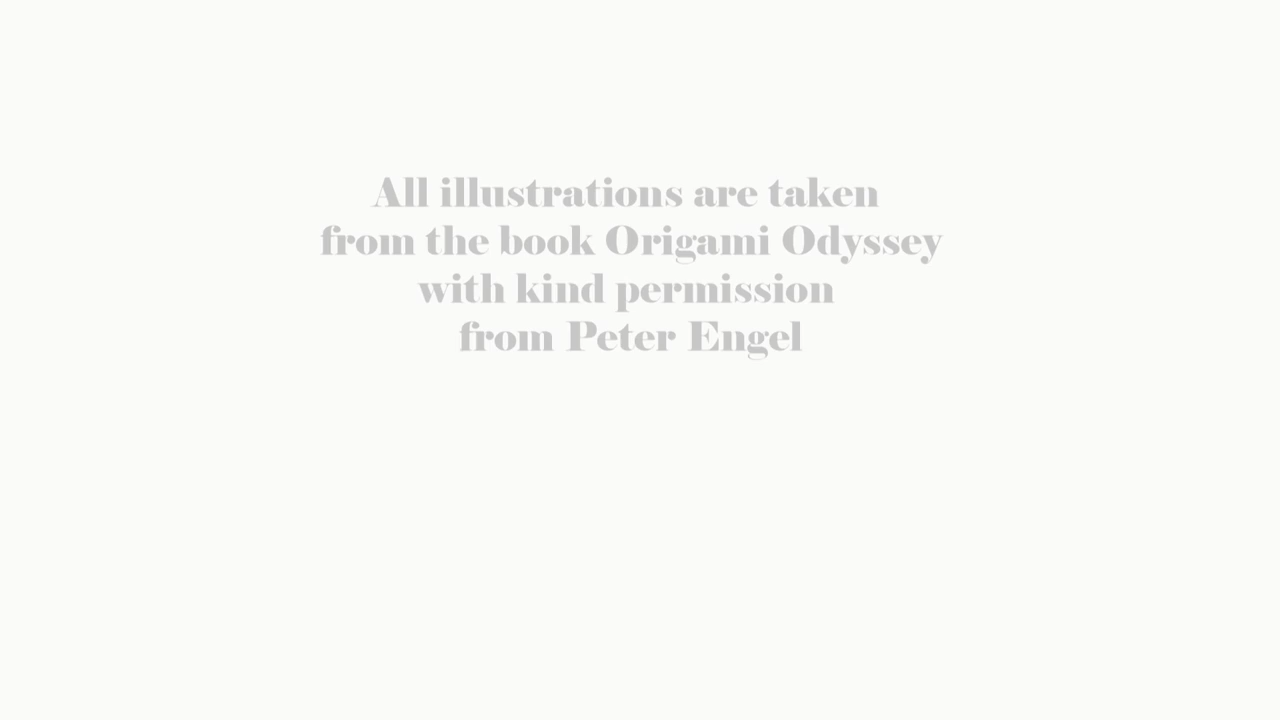 All illustrations are taken
from the book Origami Odyssey
with kind permission
from Peter Engel